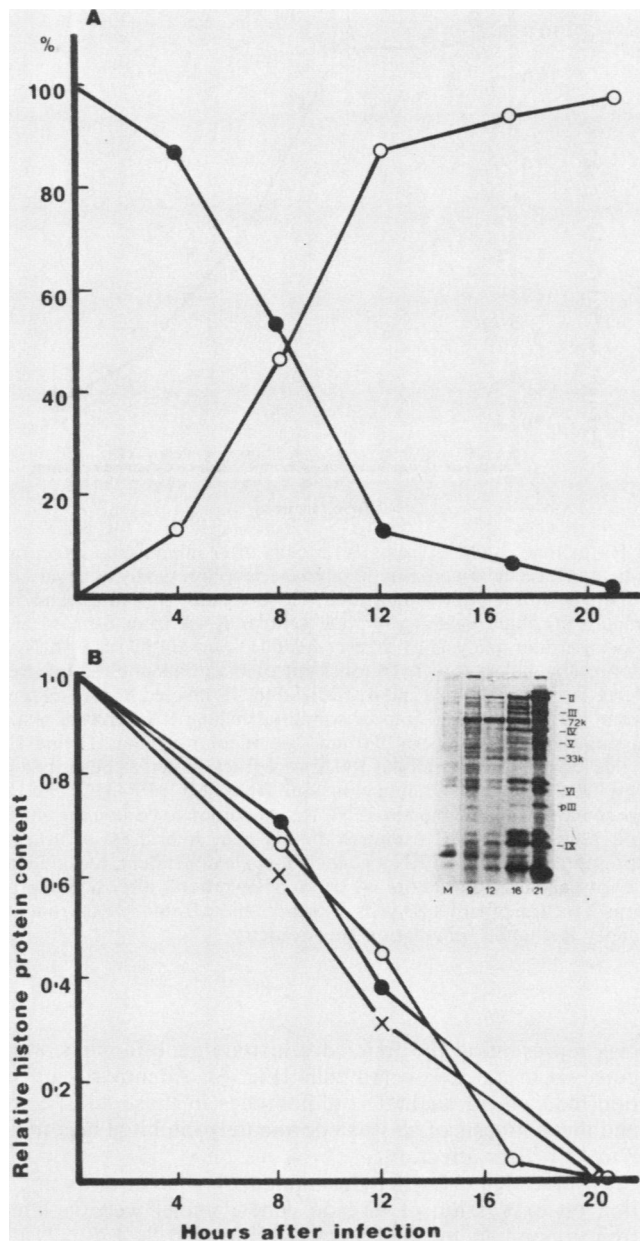 A
%
100
80
60
40
20
4 8 12 16 20
B
1·0
0·8
0·6
0·4
0·2
Relative histone protein content
II
III
72k
IV
V
33k
VI
pIII
IX
M 9 12 16 21
4 8 12 16 20
Hours after infection